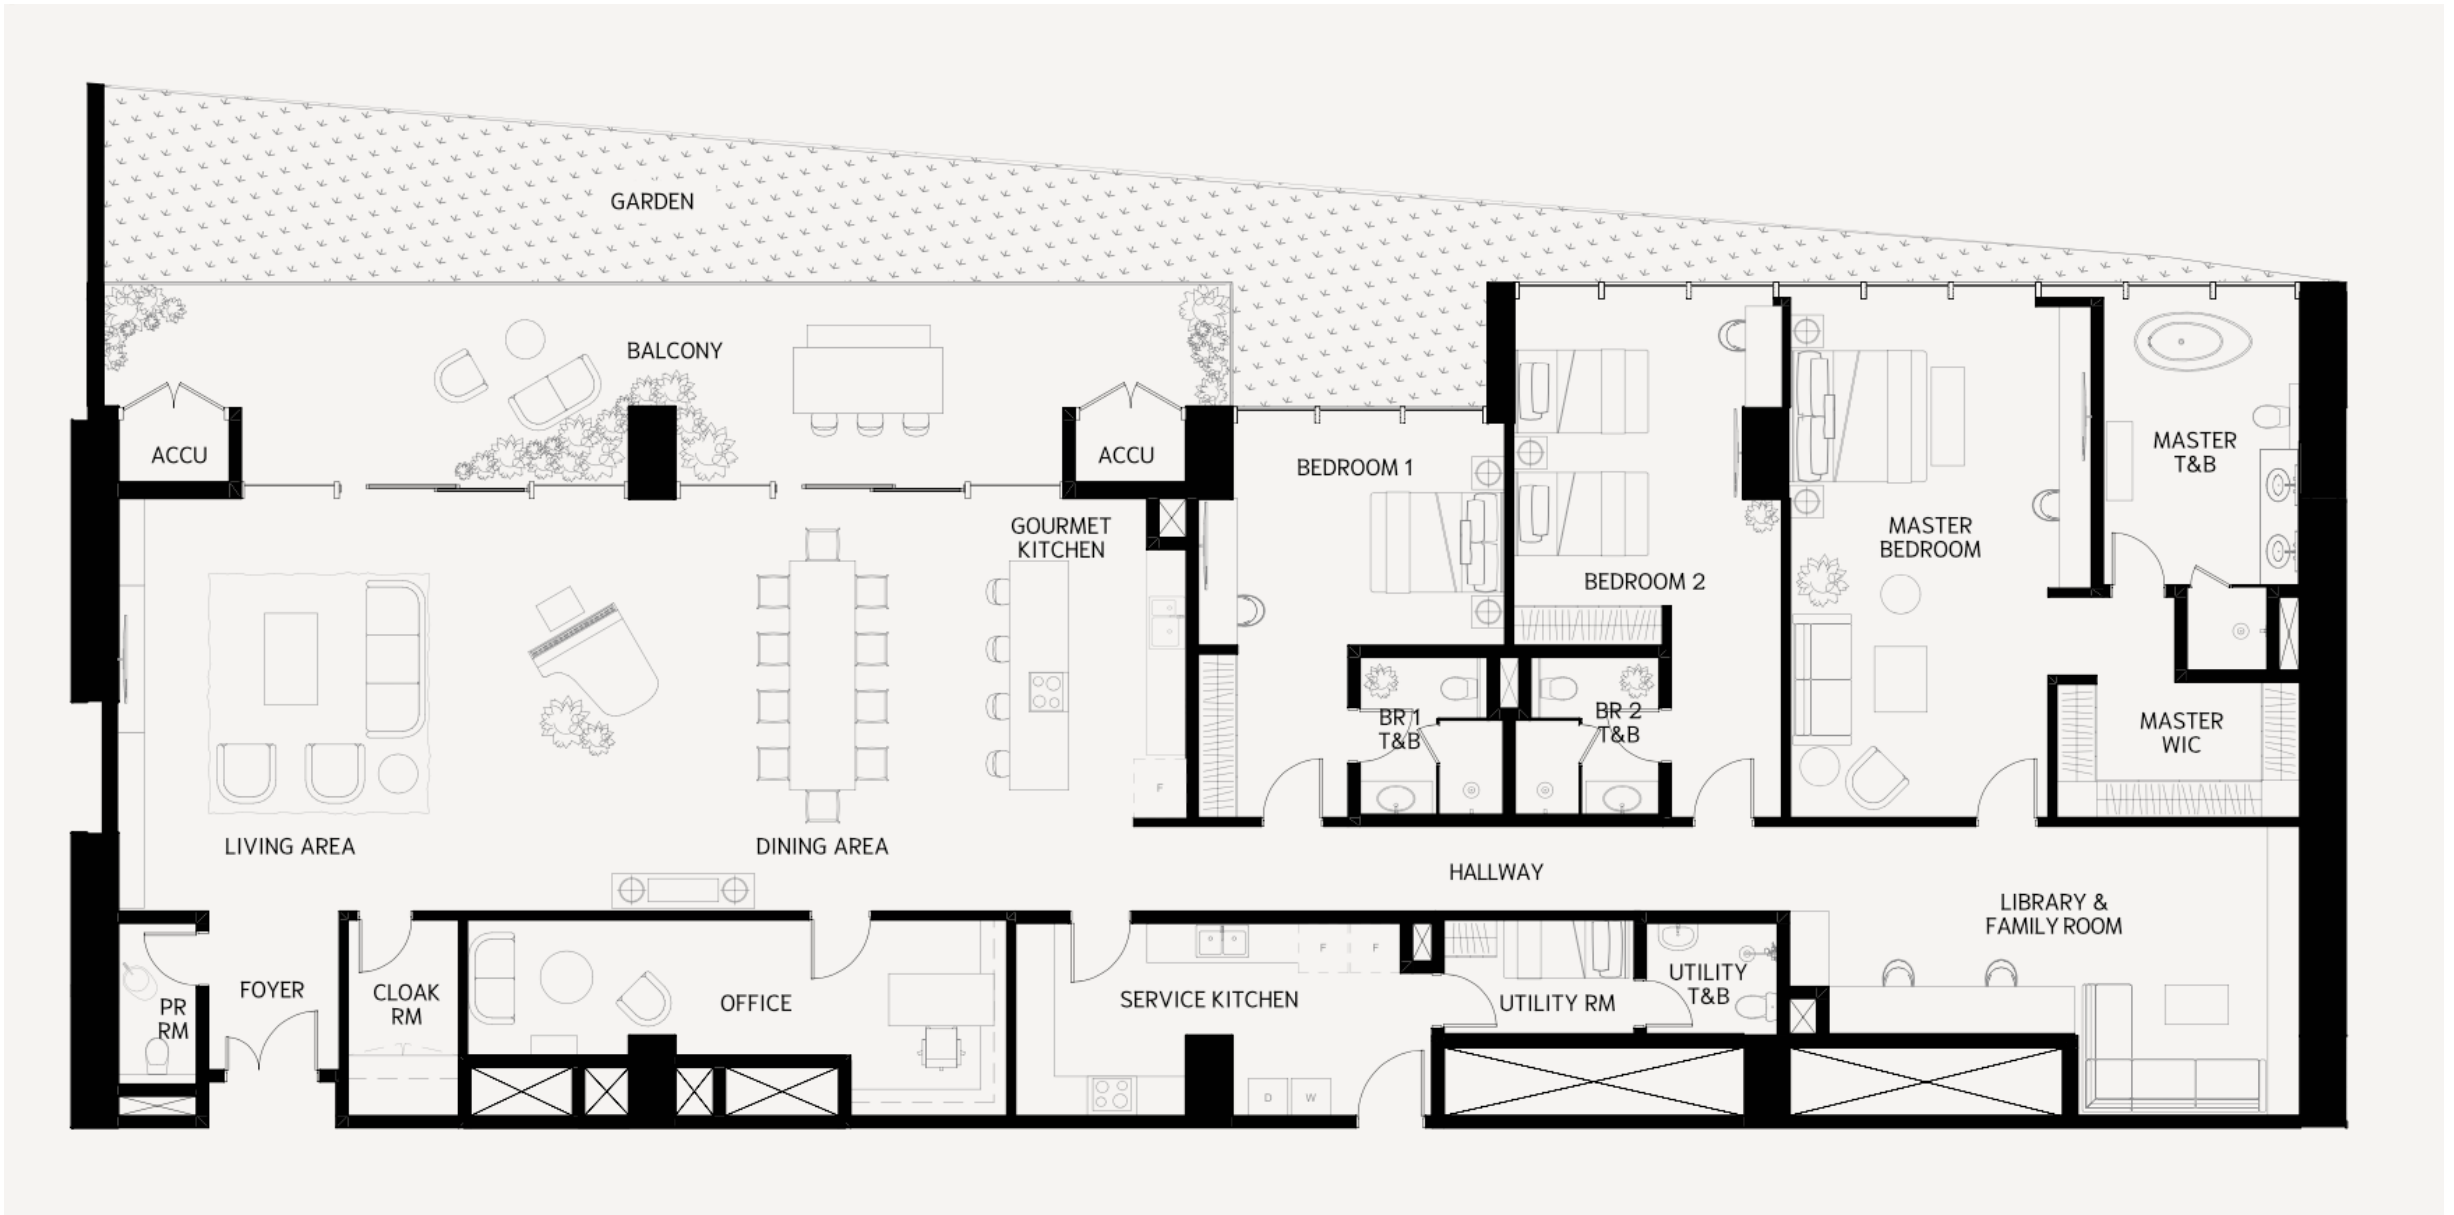 GARDEN
BALCONY
ACCU
ACCU
BEDROOM 1
MASTER
T&B
GOURMET
KITCHEN
MASTER
BEDROOM
BEDROOM 2
BR 1
T&B
BR 2
T&B
MASTER
WIC
F
LIVING AREA
DINING AREA
HALLWAY
LIBRARY &
FAMILY ROOM
F
F
PR
RM
FOYER
CLOAK
RM
OFFICE
SERVICE KITCHEN
UTILITY RM
UTILITY
T&B
D
W